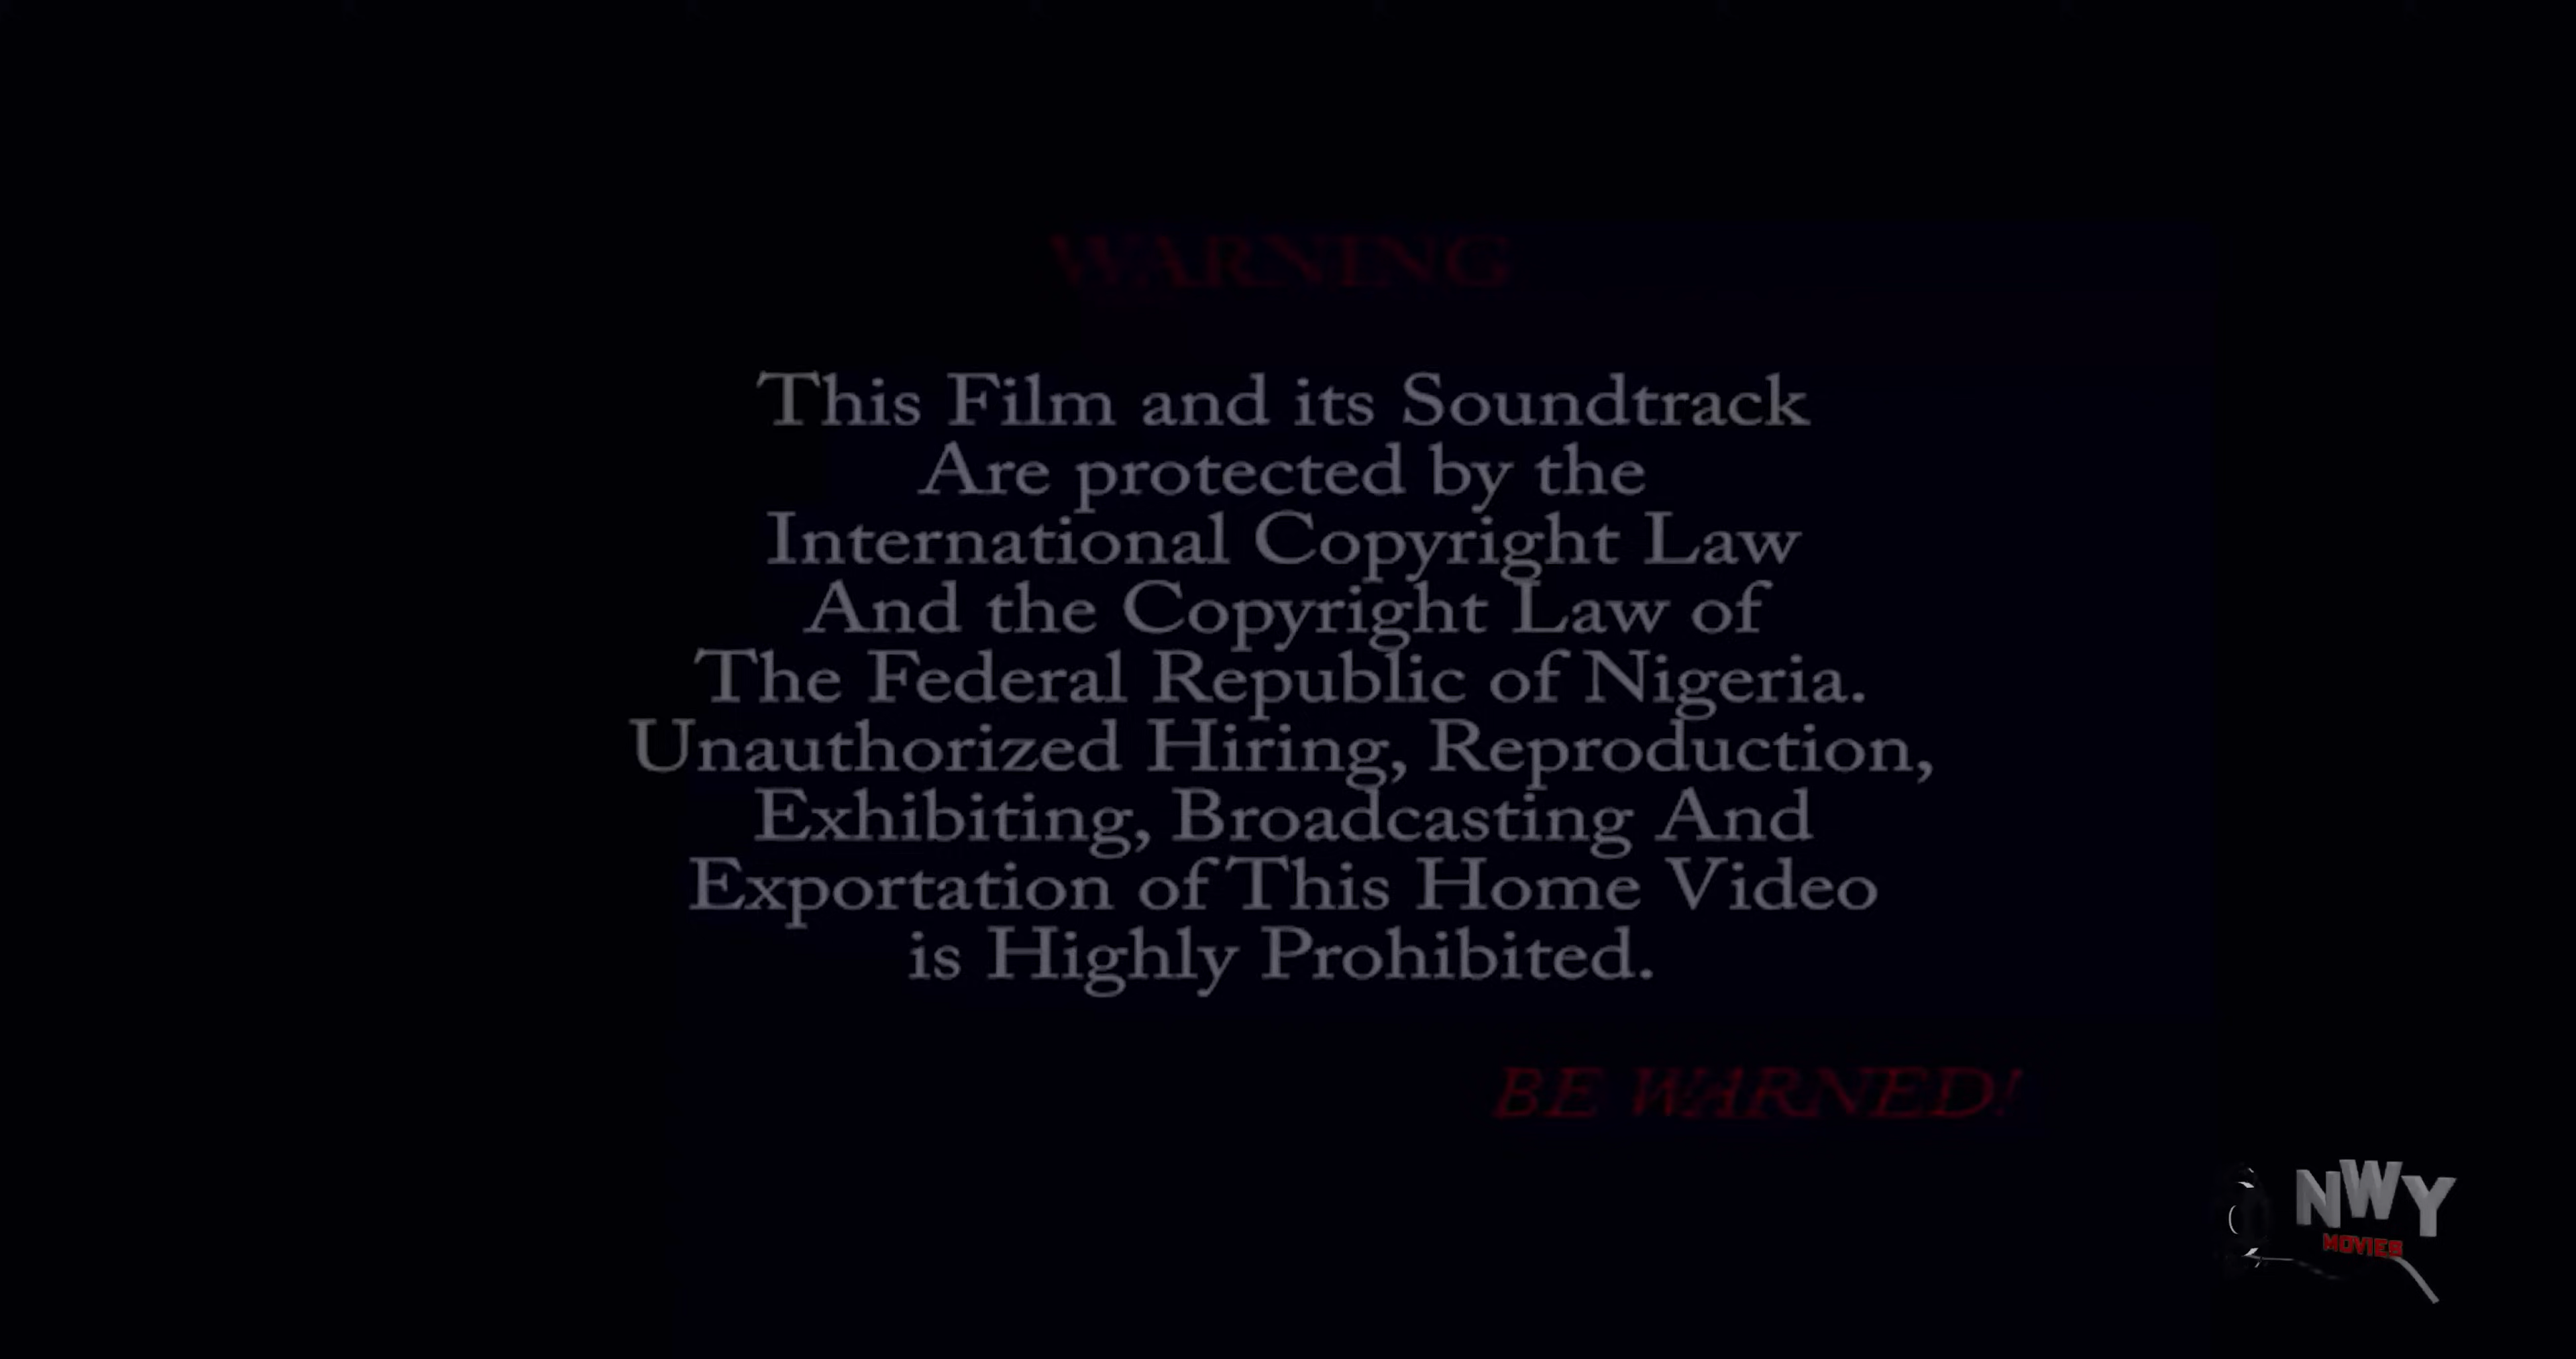 WARNING
This Film and its Soundtrack
Are protected by the
International Copyright Law
And the Copyright Law of
The Federal Republic of Nigeria.
Unauthorized Hiring, Reproduction,
Exhibiting, Broadcasting And
Exportation of This Home Video
is Highly Prohibited.
BE WARNED!
NWY
MOVIES